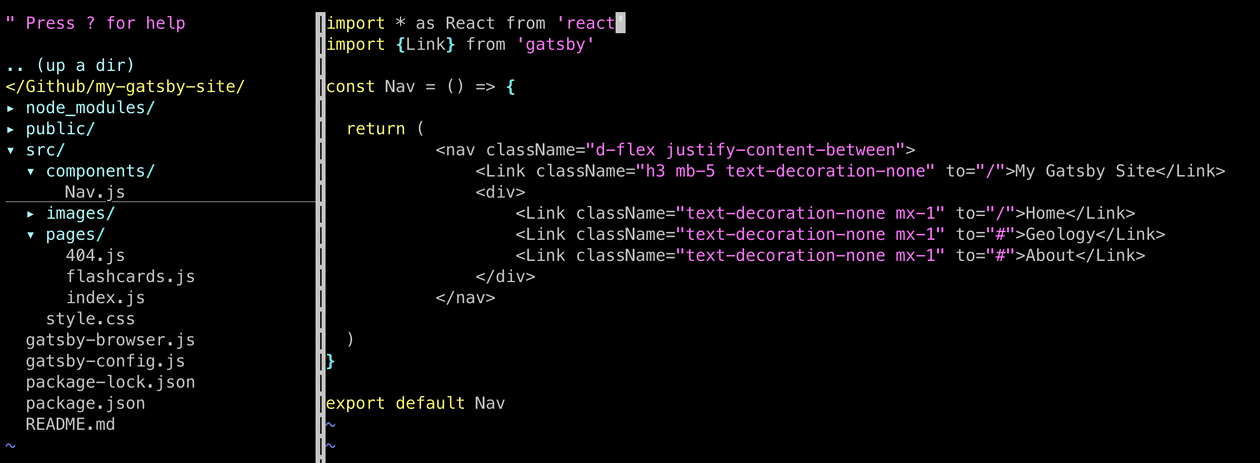 " Press ? for help
.. (up a dir)
</Github/my-gatsby-site/
▸ node_modules/
▸ public/
▾ src/
▾ components/
Nav.js
▸ images/
▾ pages/
404.js
flashcards.js
index.js
style.css
gatsby-browser.js
gatsby-config.js
package-lock.json
package.json
README.md
~
import * as React from 'react'
import {Link} from 'gatsby'
const Nav = () => {
return (
<nav className="d-flex justify-content-between">
<Link className="h3 mb-5 text-decoration-none" to="/">My Gatsby Site</Link>
<div>
<Link className="text-decoration-none mx-1" to="/">Home</Link>
<Link className="text-decoration-none mx-1" to="#">Geology</Link>
<Link className="text-decoration-none mx-1" to="#">About</Link>
</div>
</nav>
)
}
export default Nav
~
~